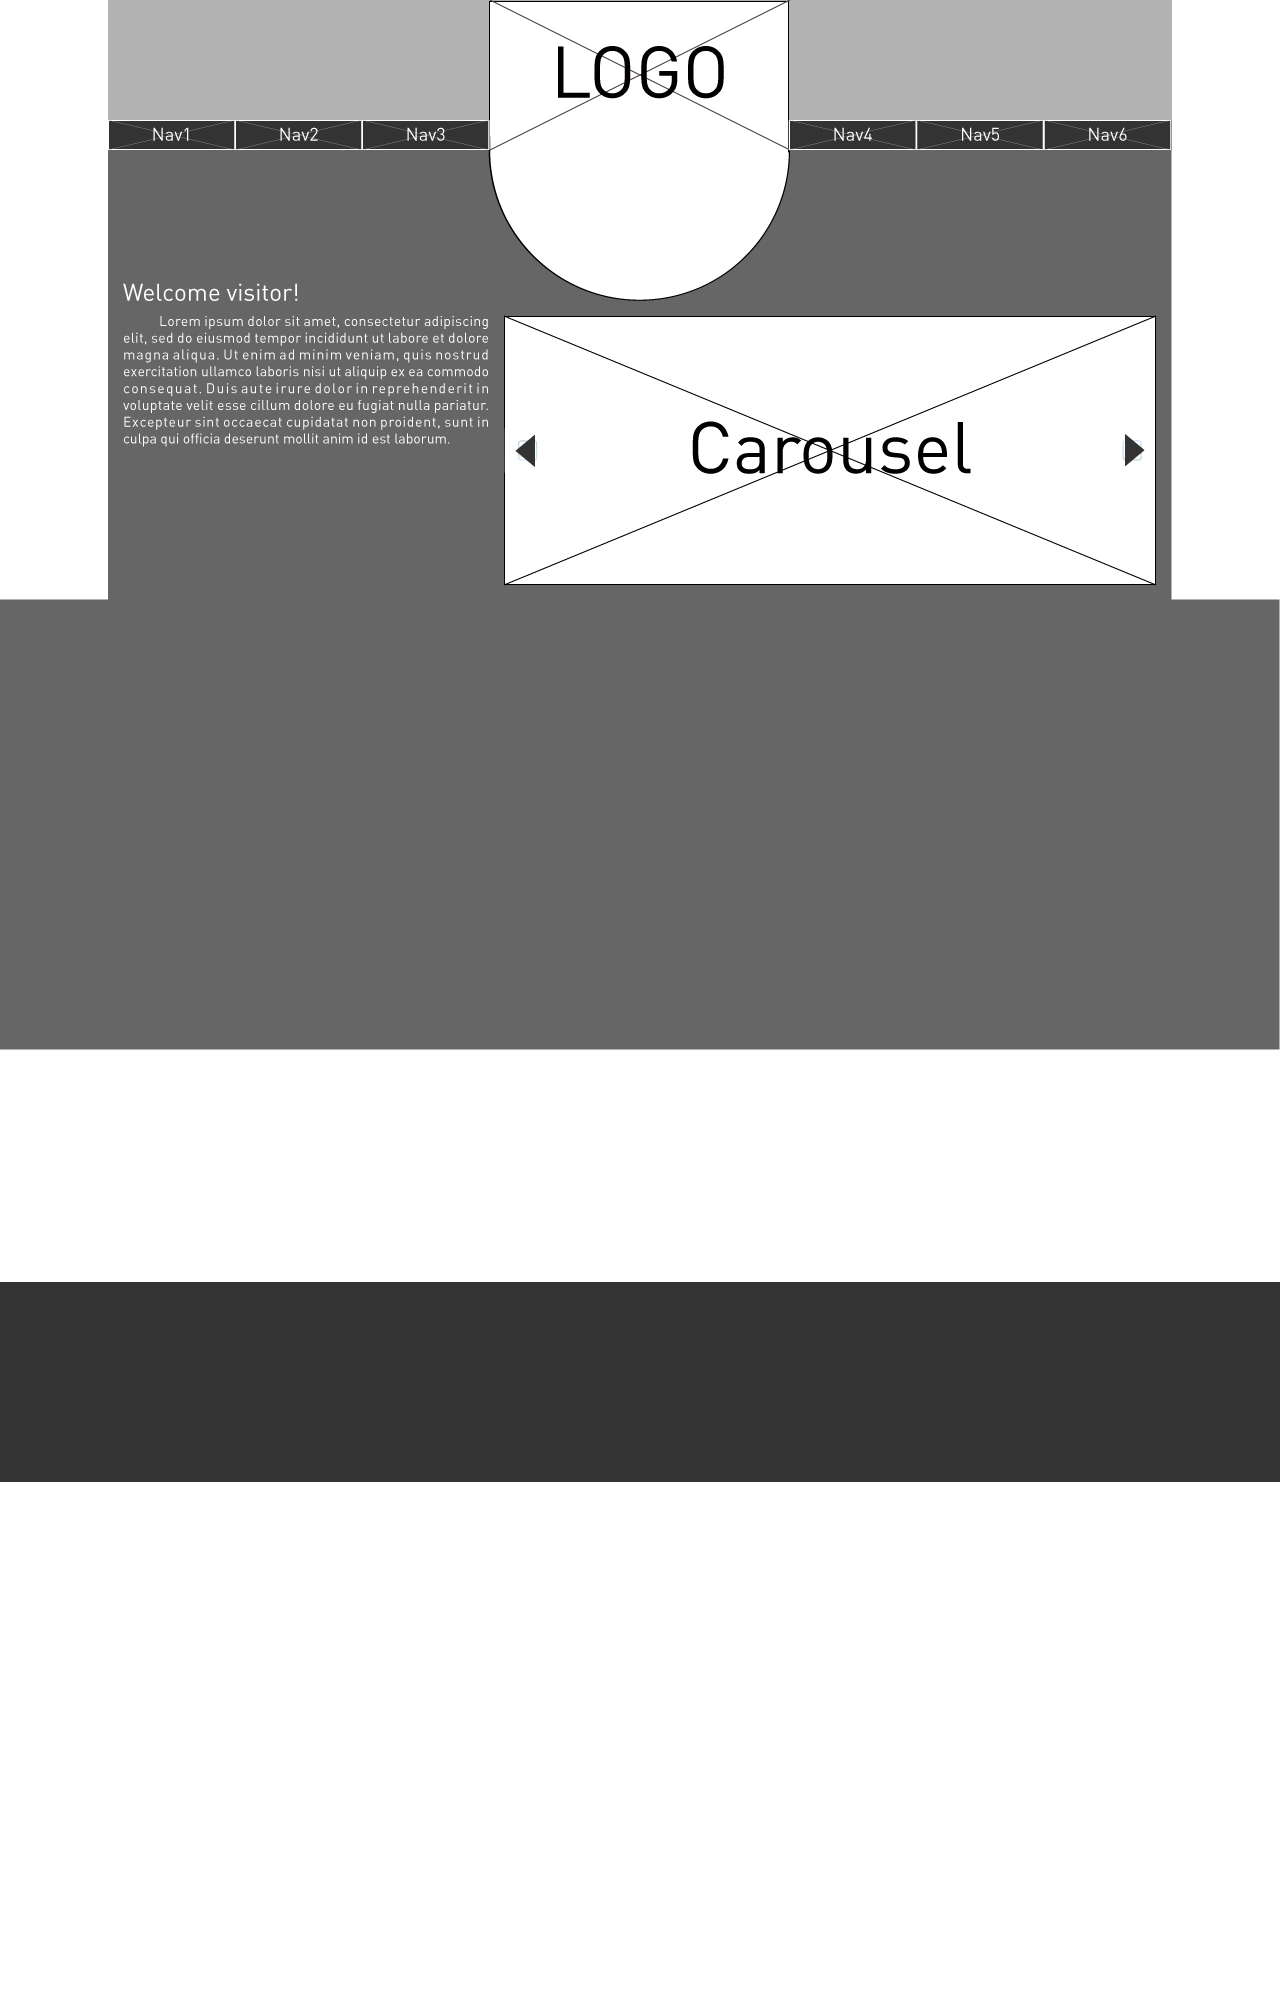 LOGO
Nav1 Nav2 Nav3 Nav4 Nav5 Nav6
Welcome visitor!
Lorem ipsum dolor sit amet, consectetur adipiscing
elit, sed do eiusmod tempor incididunt ut labore et dolore
magna aliqua. Ut enim ad minim veniam, quis nostrud
exercitation ullamco laboris nisi ut aliquip ex ea commodo
consequat. Duis aute irure dolor in reprehenderit in
voluptate velit esse cillum dolore eu fugiat nulla pariatur.
Excepteur sint occaecat cupidatat non proident, sunt in
culpa qui officia deserunt mollit anim id est laborum.
Carousel